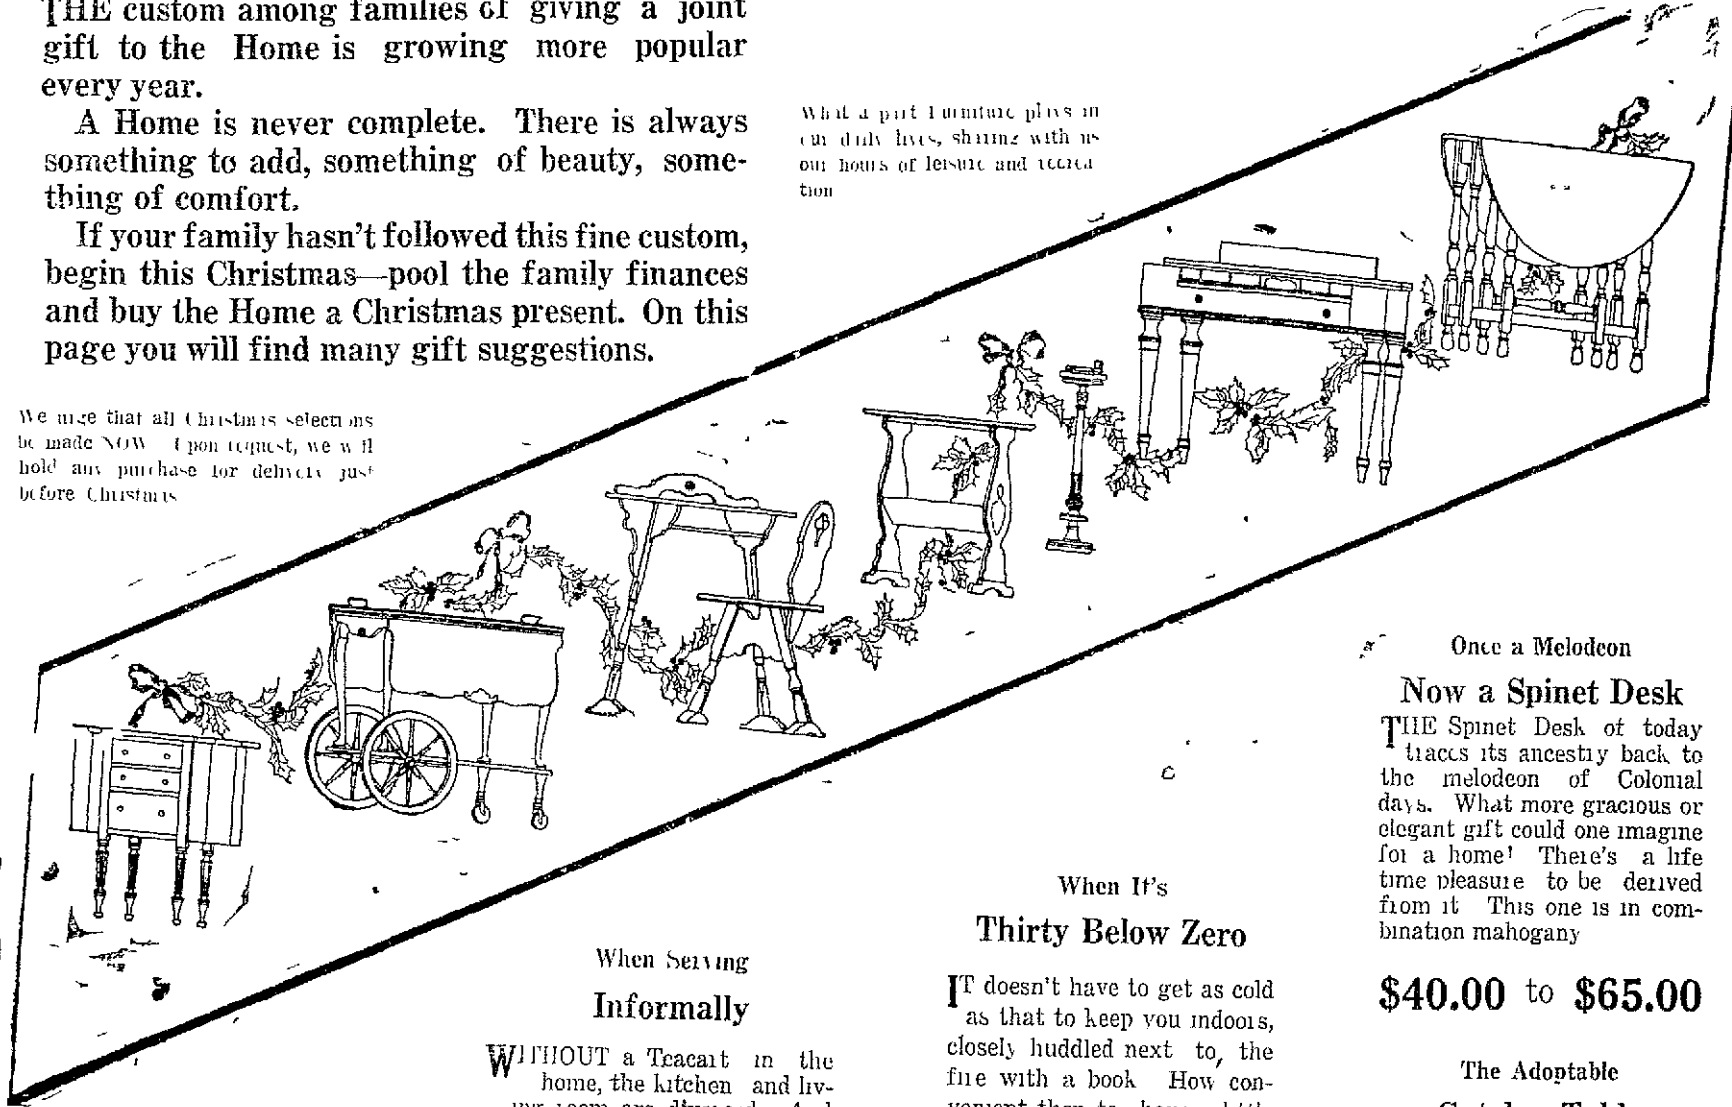 THE custom among families of giving a joint
gift to the Home is growing more popular
every year.
A Home is never complete. There is always
something to add, something of beauty, some-
thing of comfort.
If your family hasn't followed this fine custom,
begin this Christmas—pool the family finances
and buy the Home a Christmas present. On this
page you will find many gift suggestions.
What a part Furniture plays in
our daily lives, sharing with us
our hours of leisure and recrea
tion
We urge that all Christmas selections
be made NOW Upon request, we will
hold any purchase for delivery just
before Christmas
When Serving
Informally
WITHOUT a Teacart in the
home, the kitchen and liv-
When It's
Thirty Below Zero
IT doesn't have to get as cold
as that to keep you indoors,
closely huddled next to, the
fire with a book How con-
Once a Melodeon
Now a Spinet Desk
THE Spinet Desk of today
traces its ancestry back to
the melodeon of Colonial
days. What more gracious or
elegant gift could one imagine
for a home! There's a life
time pleasure to be derived
from it This one is in com-
bination mahogany
$40.00 to $65.00
The Adoptable